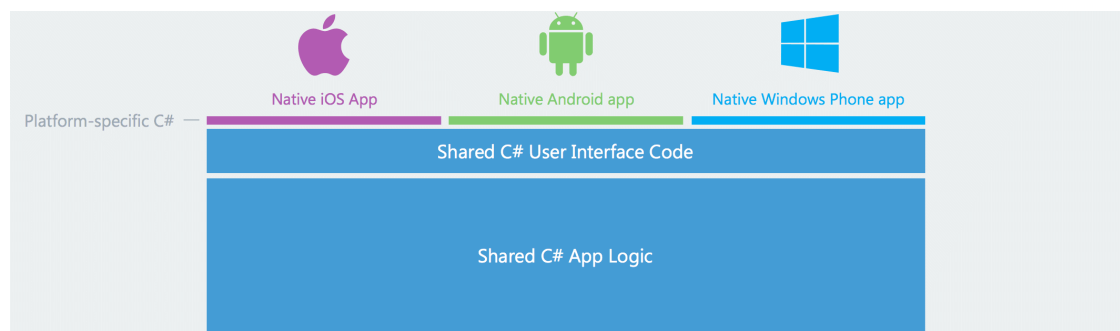 Native iOS App
Native Android app
Native Windows Phone app
Platform-specific C#
Shared C# User Interface Code
Shared C# App Logic